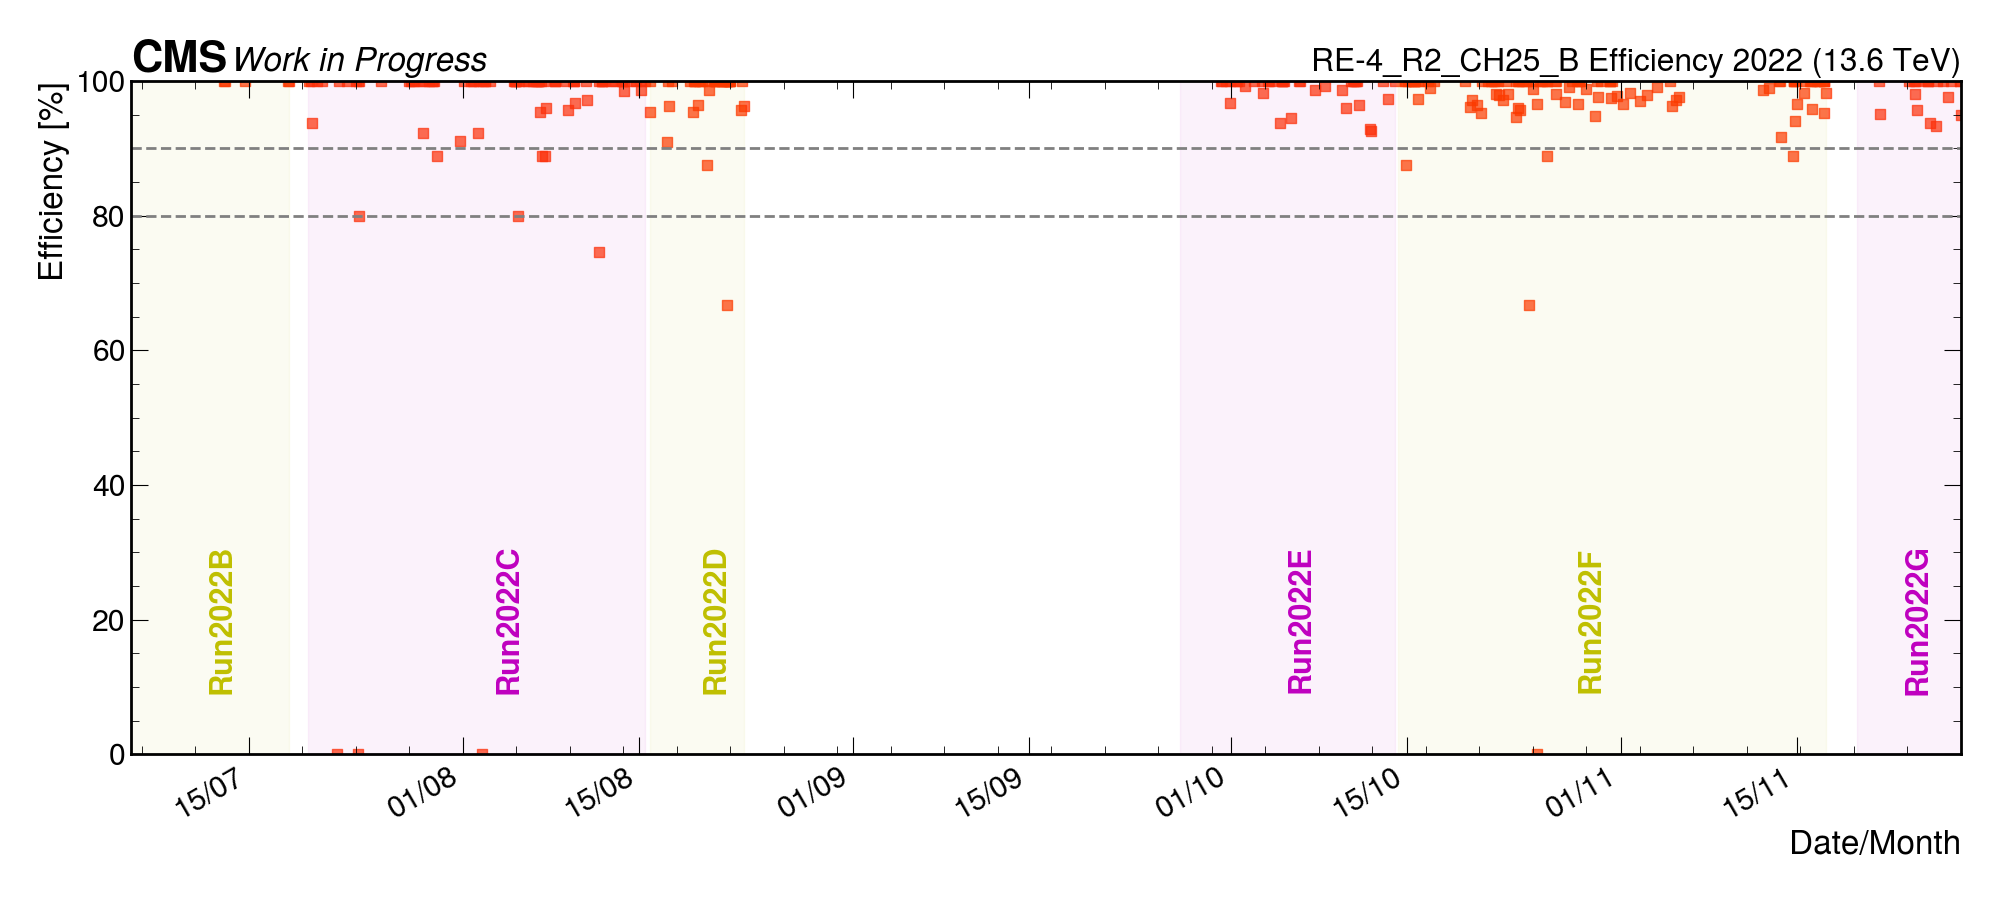 CMS Work in Progress
RE-4_R2_CH25_B Efficiency 2022 (13.6 TeV)
Efficiency [%]
100
80
60
40
20
0
Run2022B
Run2022C
Run2022D
Run2022E
Run2022F
Run2022G
15/07
01/08
15/08
01/09
15/09
01/10
15/10
01/11
15/11
Date/Month